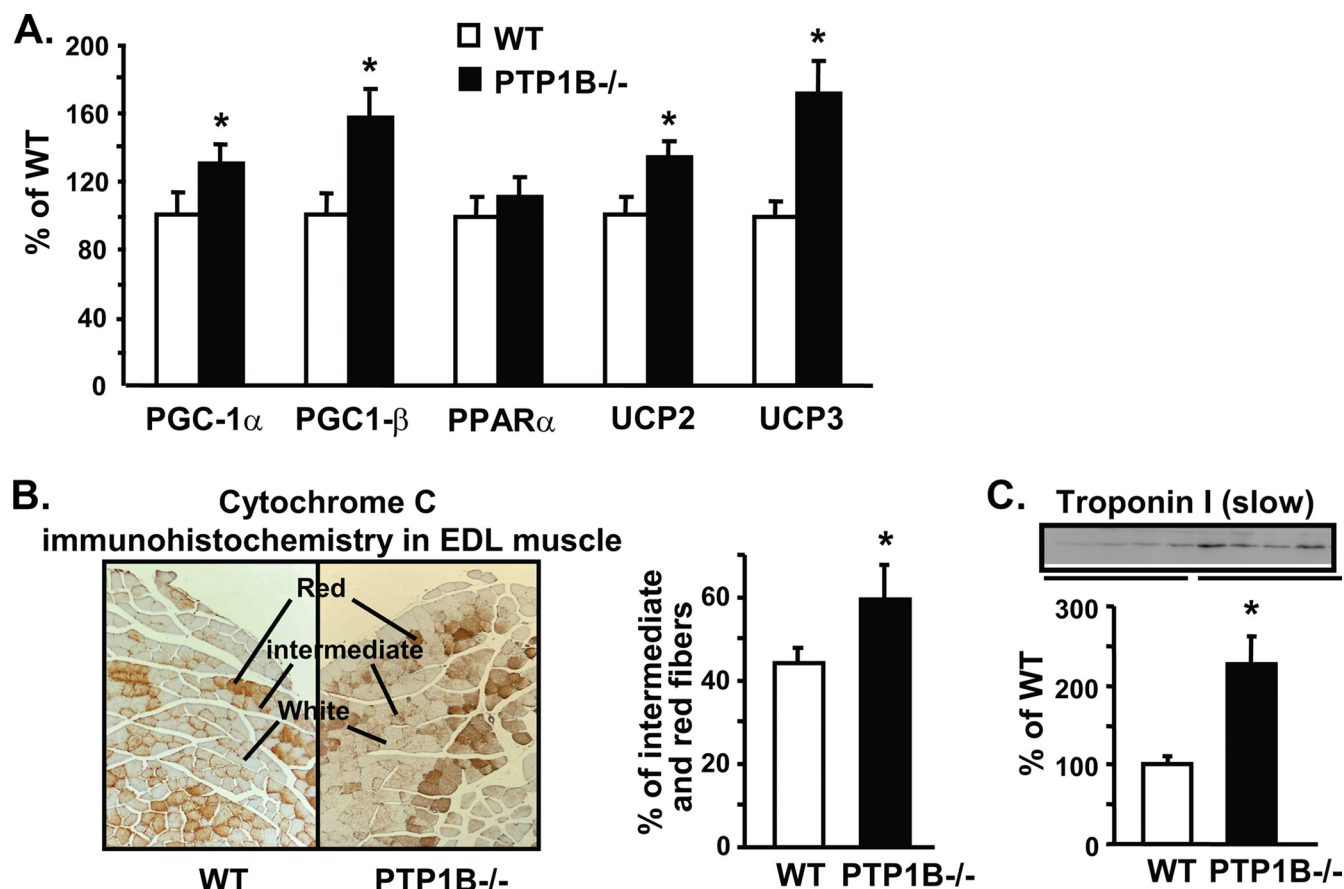 A.
200
160
120
80
40
0
% of WT
WT
PTP1B-/-
*
*
*
*
PGC-1α
PGC1-β
PPARα
UCP2
UCP3
B.
Cytochrome C
immunohistochemistry in EDL muscle
Red
intermediate
White
WT
PTP1B-/-
% of intermediate
and red fibers
60
40
20
0
*
WT
PTP1B-/-
C.
Troponin I (slow)
% of WT
300
200
100
0
*
WT
PTP1B-/-